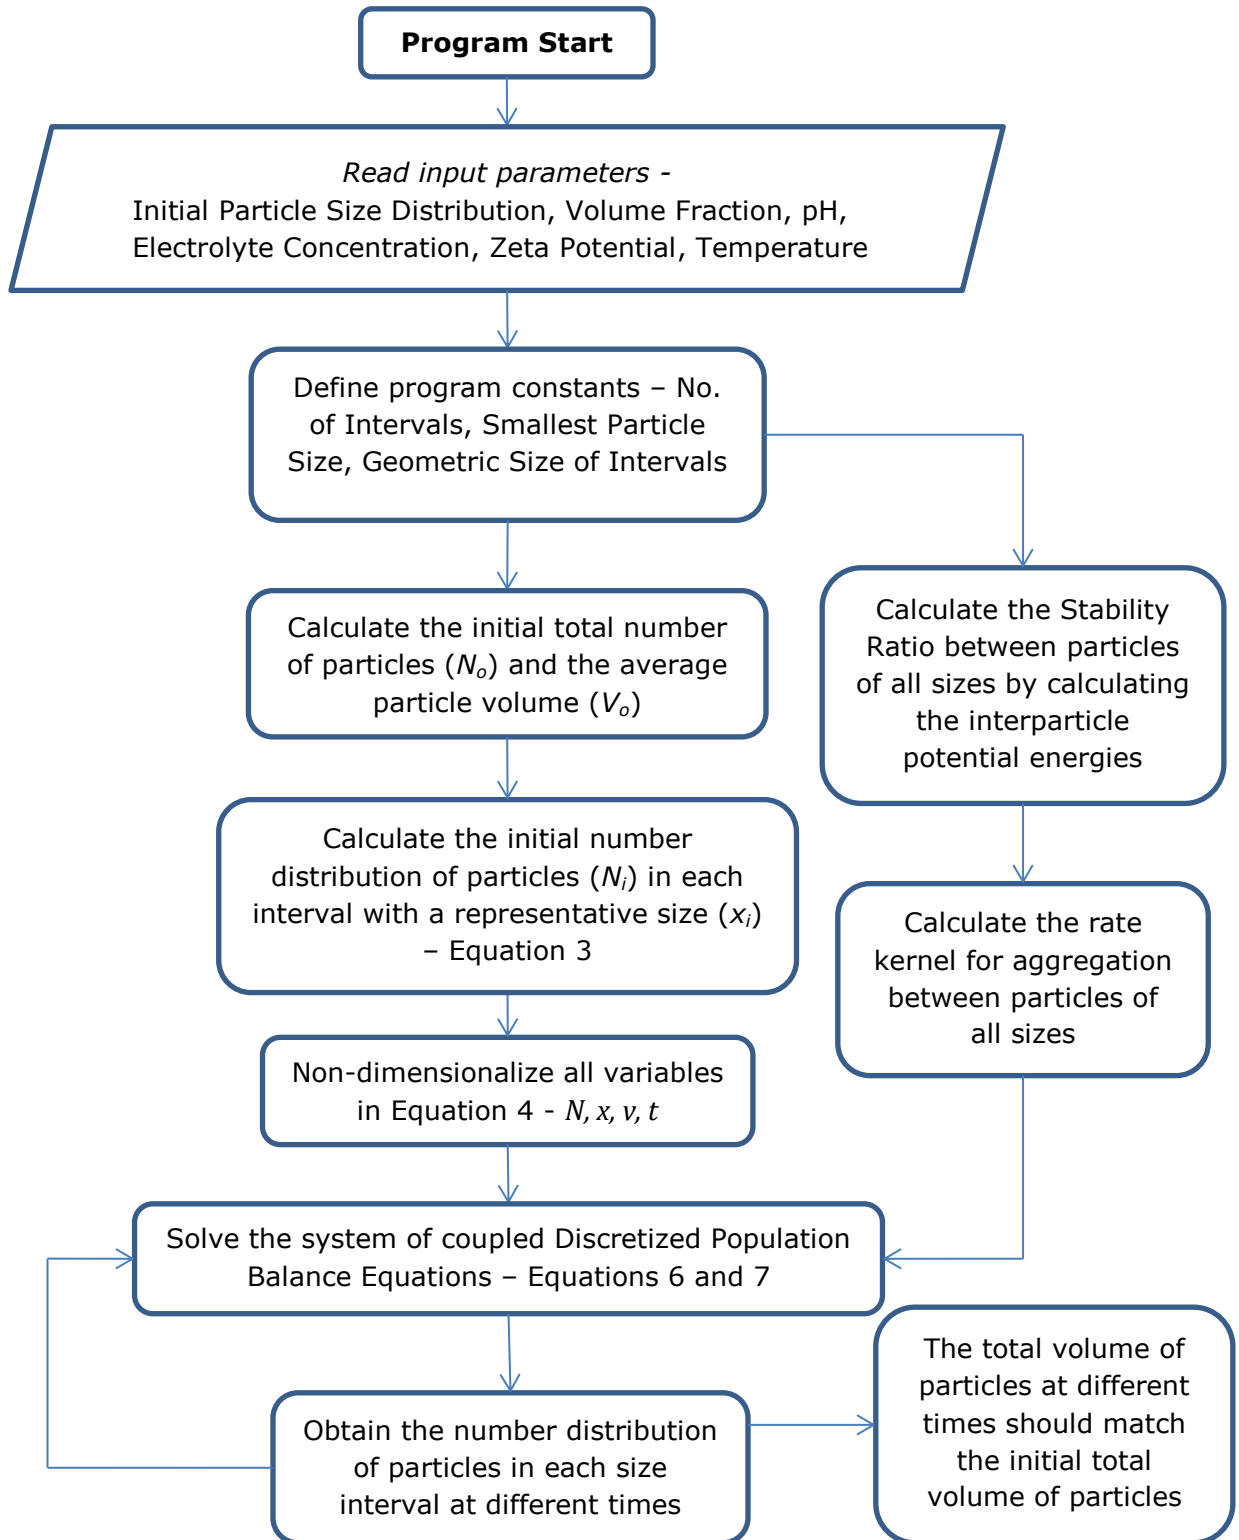 Program Start
Read input parameters -
Initial Particle Size Distribution, Volume Fraction, pH,
Electrolyte Concentration, Zeta Potential, Temperature
Define program constants – No.
of Intervals, Smallest Particle
Size, Geometric Size of Intervals
Calculate the initial total number
of particles (No) and the average
particle volume (Vo)
Calculate the initial number
distribution of particles (Ni) in each
interval with a representative size (xi)
– Equation 3
Non-dimensionalize all variables
in Equation 4 - N, x, v, t
Calculate the Stability
Ratio between particles
of all sizes by calculating
the interparticle
potential energies
Calculate the rate
kernel for aggregation
between particles of
all sizes
Solve the system of coupled Discretized Population
Balance Equations – Equations 6 and 7
Obtain the number distribution
of particles in each size
interval at different times
The total volume of
particles at different
times should match
the initial total
volume of particles